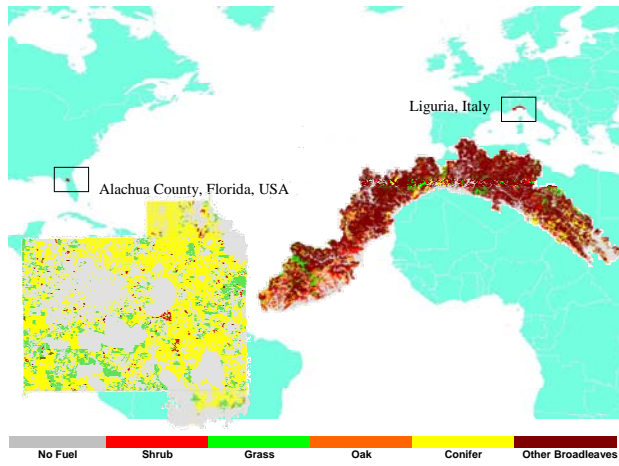 Liguria, Italy
Alachua County, Florida, USA
No Fuel Shrub Grass Oak Conifer Other Broadleaves